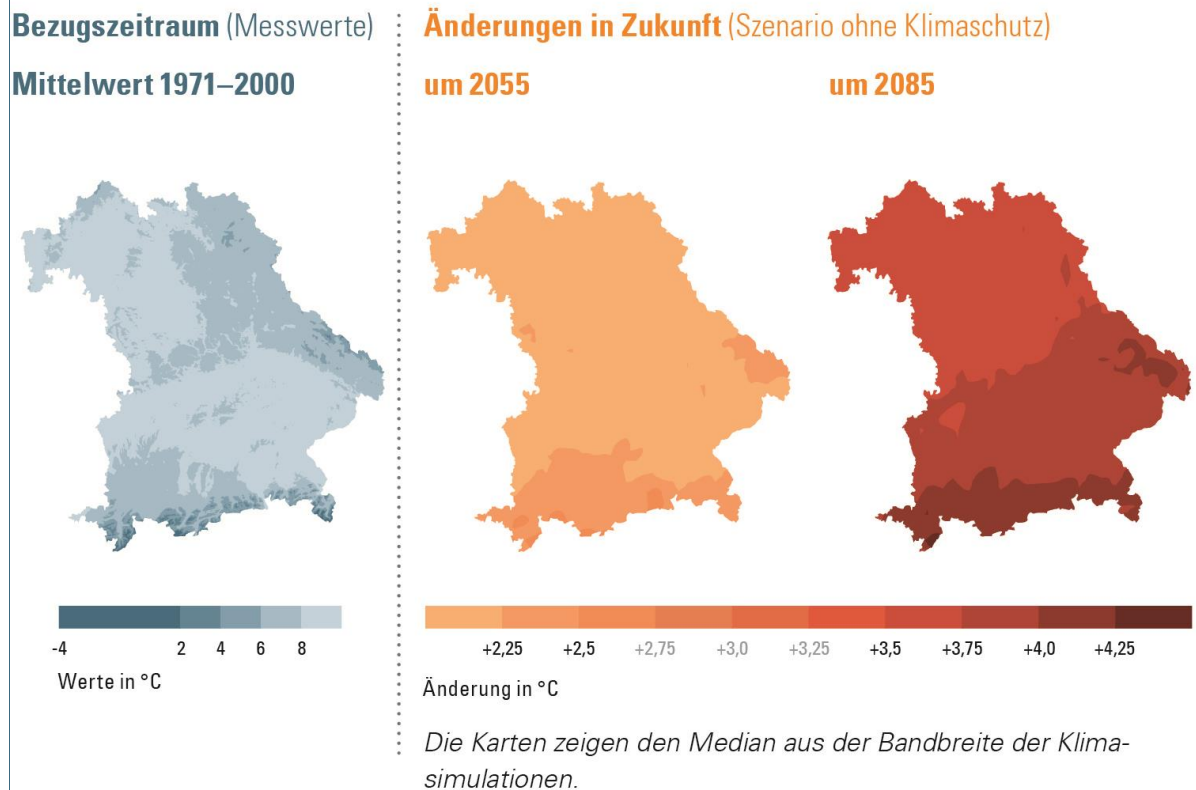 Bezugszeitraum (Messwerte)
Mittelwert 1971–2000
-4 2 4 6 8
Werte in °C
Änderungen in Zukunft (Szenario ohne Klimaschutz)
um 2055 um 2085
+2,25 +2,5 +2,75 +3,0 +3,25 +3,5 +3,75 +4,0 +4,25
Änderung in °C
Die Karten zeigen den Median aus der Bandbreite der Klima-
simulationen.